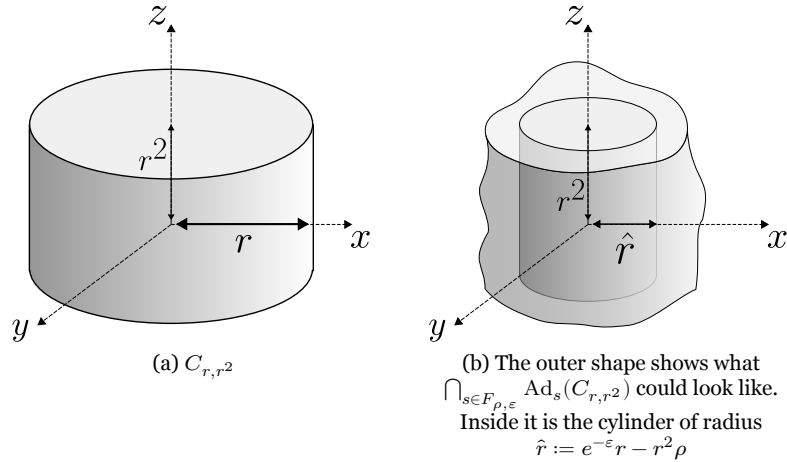 z
r²
r
x
y
(a) C_{r,r²}
z
r²
r̂
x
y
(b) The outer shape shows what
⋂_{s∈F_{ρ,ε}} Ad_s(C_{r,r²}) could look like.
Inside it is the cylinder of radius
r̂ := e^{−ε}r − r²ρ